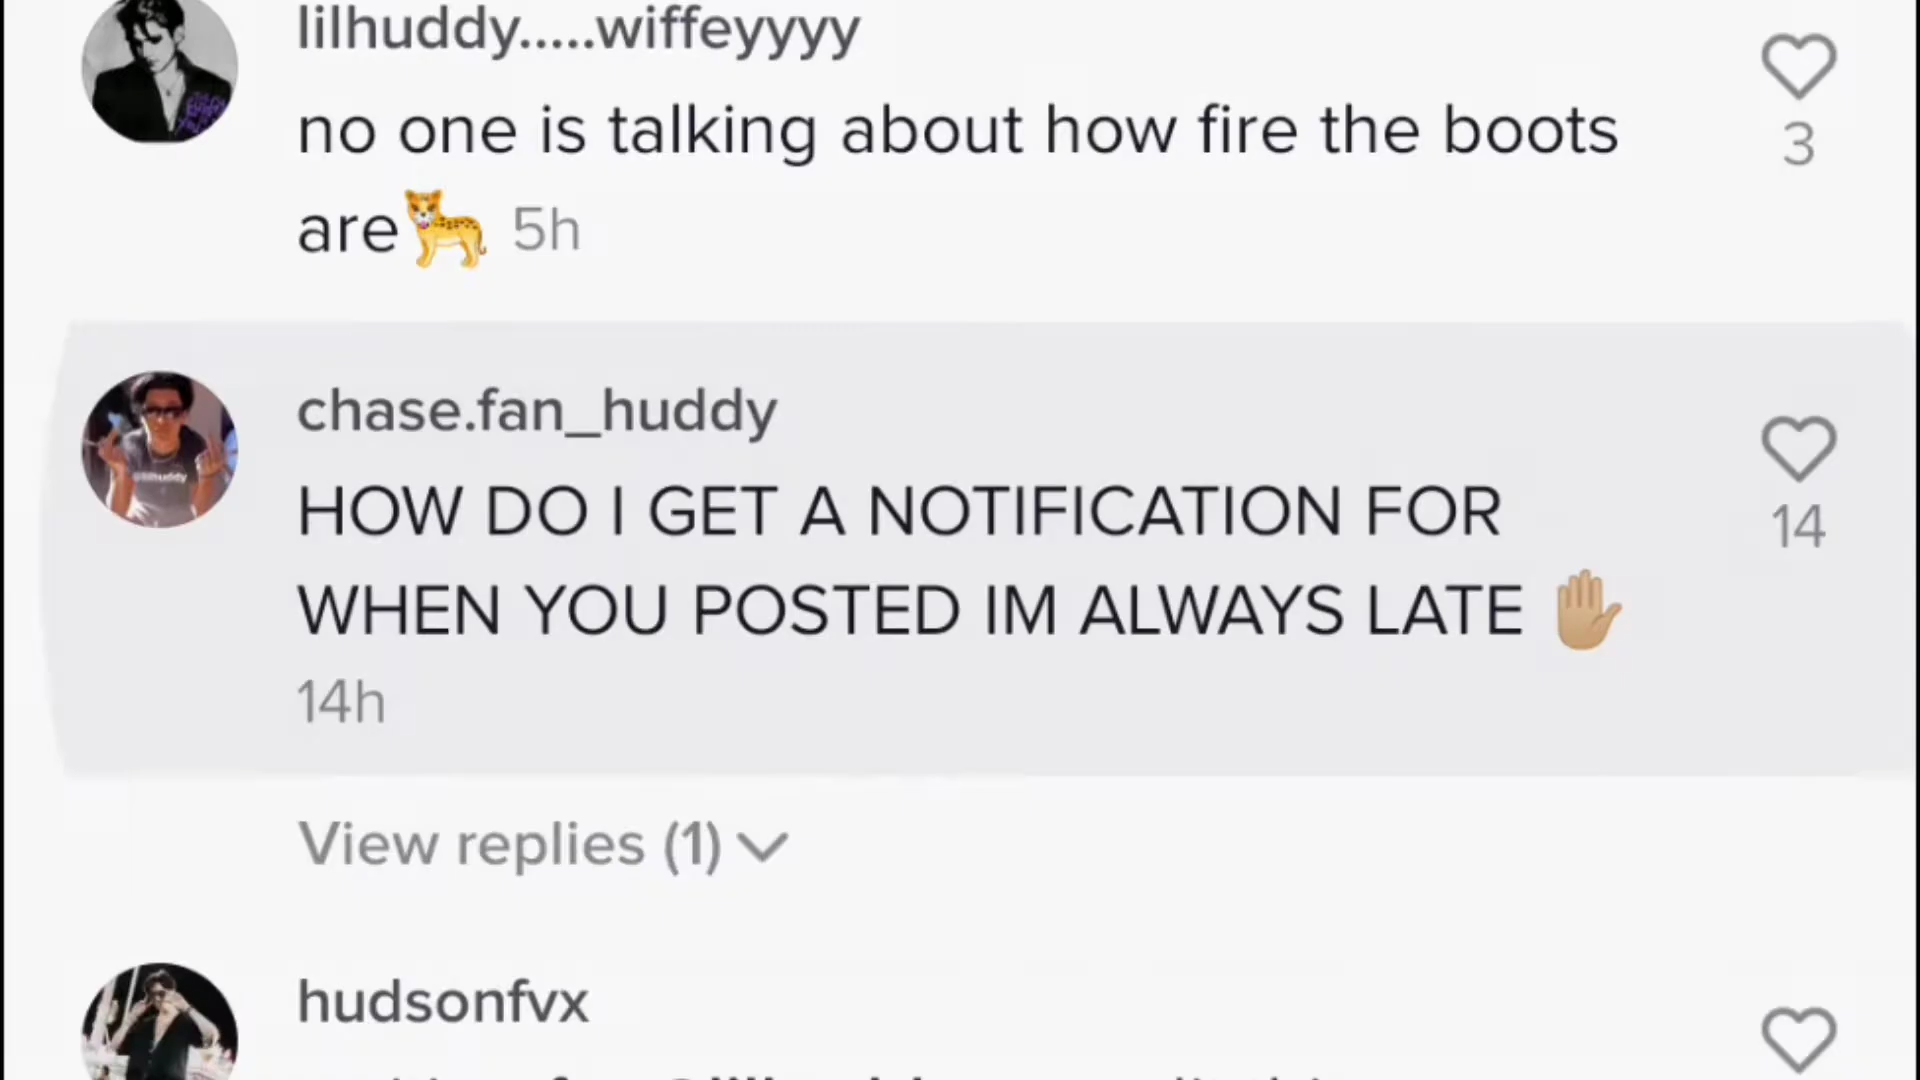 lilhuddy.....wiffeyyyy
no one is talking about how fire the boots
are🐆 5h
3
chase.fan_huddy
HOW DO I GET A NOTIFICATION FOR
WHEN YOU POSTED IM ALWAYS LATE 🤚🏼
14h
14
View replies (1)
hudsonfvx